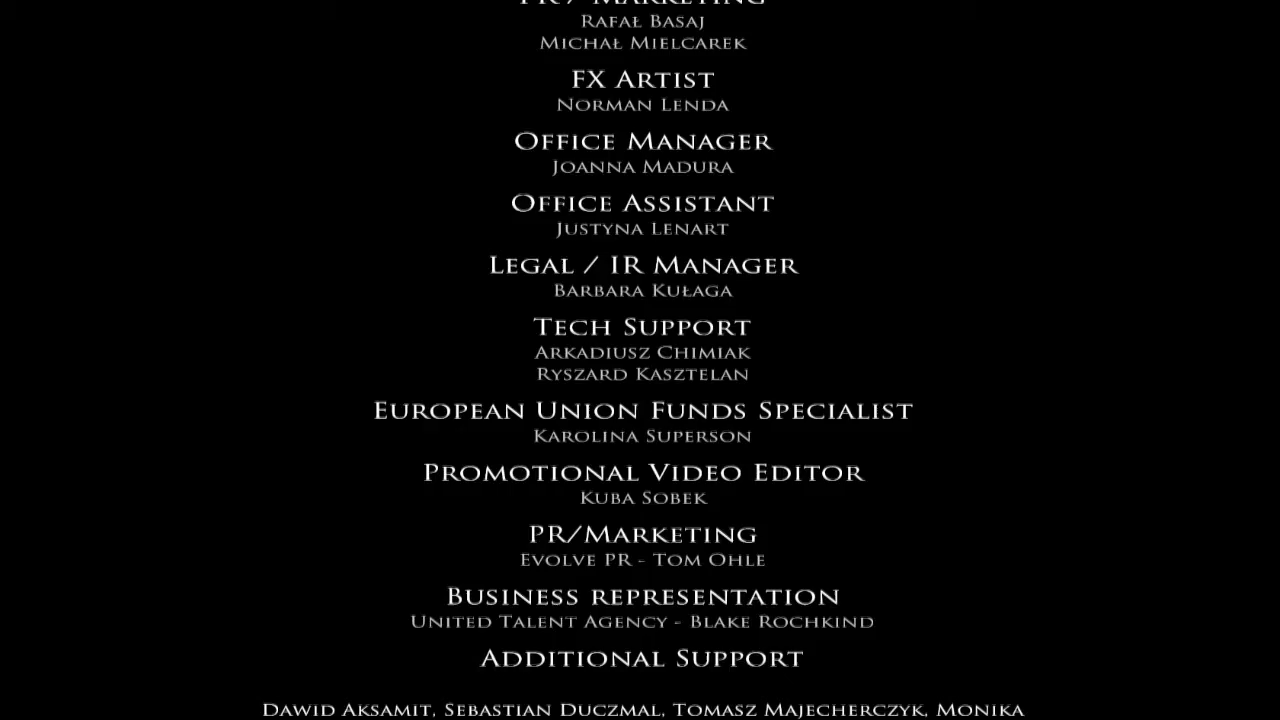 PR / Marketing
Rafał Basaj
Michał Mielcarek
FX Artist
Norman Lenda
Office Manager
Joanna Madura
Office Assistant
Justyna Lenart
Legal / IR Manager
Barbara Kułaga
Tech Support
Arkadiusz Chimiak
Ryszard Kasztelan
European Union Funds Specialist
Karolina Superson
Promotional Video Editor
Kuba Sobek
PR/Marketing
Evolve PR - Tom Ohle
Business representation
United Talent Agency - Blake Rochkind
Additional Support
Dawid Aksamit, Sebastian Duczmal, Tomasz Majecherczyk, Monika